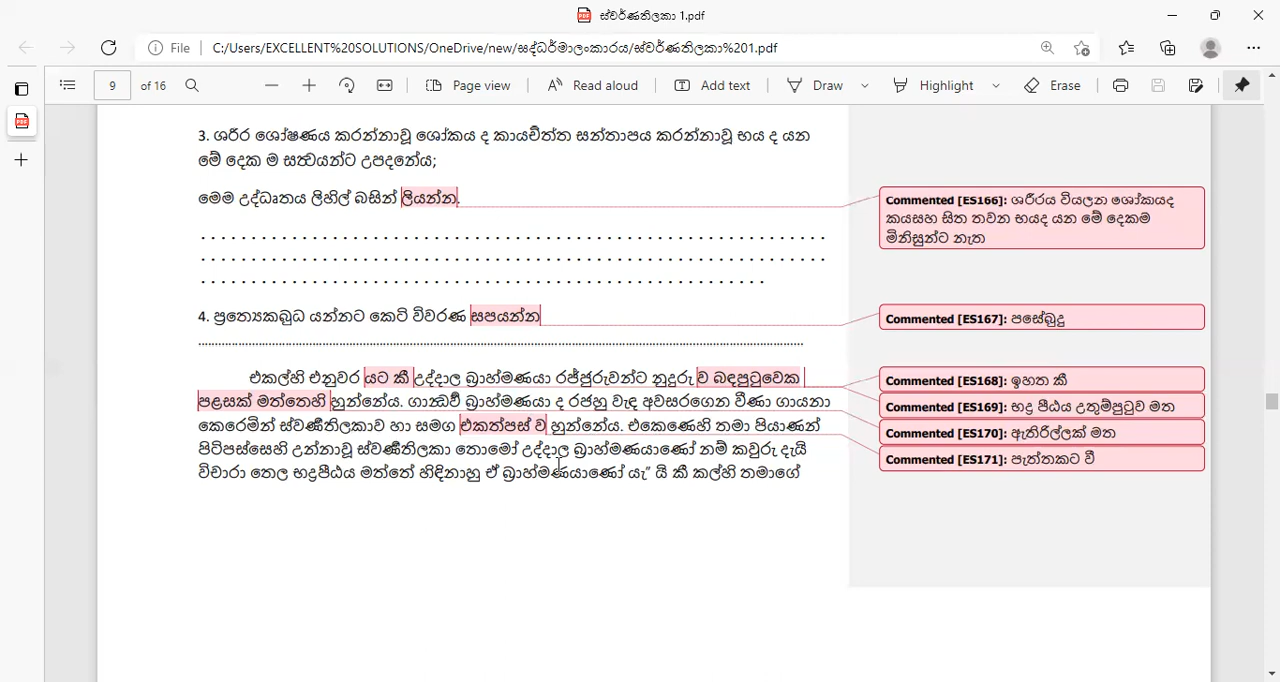 ස්වර්ණතිලකා 1.pdf
File C:/Users/EXCELLENT%20SOLUTIONS/OneDrive/new/සද්ධර්මාලංකාරය/ස්වර්ණතිලකා%201.pdf
9 of 16 Page view Read aloud Add text Draw Highlight Erase
3. ශරීර ශෝෂණය කරන්නාවූ ශෝකය ද කායචිත්ත සන්තාපය කරන්නාවූ භය ද යන
මේ දෙක ම සත්වයන්ට උපදනේය;
මෙම උද්ධෘතය ලිහිල් බසින් ලියන්න.
Commented [ES166]: ශරීරය වියලන ශෝකයද
කයසහ සිත තවන භයද යන මේ දෙකම
මිනිසුන්ට නැත
4. ප්‍රත්‍යෙකබුධ යන්නට කෙටි විවරණ සපයන්න
Commented [ES167]: පසේබුදු
එකල්හි එනුවර යට කී උද්දාල බ්‍රාහ්මණයා රජ්ජුරුවන්ට නුදුරු ව බඳපුටුවෙක
Commented [ES168]: ඉහත කී
පළසක් මත්තෙහි හුන්නේය. ගාන්‍ධර්‍ව බ්‍රාහ්මණයා ද රජහු වැඳ අවසරගෙන වීණා ගායනා
Commented [ES169]: භද්‍ර පීඨය උතුම්පුටුව මත
කෙරෙමින් ස්වර්‍ණතිලකාව හා සමග එකත්පස් ව හුන්නේය. එකෙණෙහි තමා පියාණන්
Commented [ES170]: ඇතිරිල්ලක් මත
පිටිපස්සෙහි උන්නාවූ ස්වර්‍ණතිලකා තොමෝ උද්දාල බ්‍රාහ්මණයාණෝ නම් කවුරු දැයි
Commented [ES171]: පැත්තකට වී
විචාරා තෙල භද්‍රපීඨය මත්තේ හිඳිනාහු ඒ බ්‍රාහ්මණයාණෝ යැ” යි කී කල්හි තමාගේ